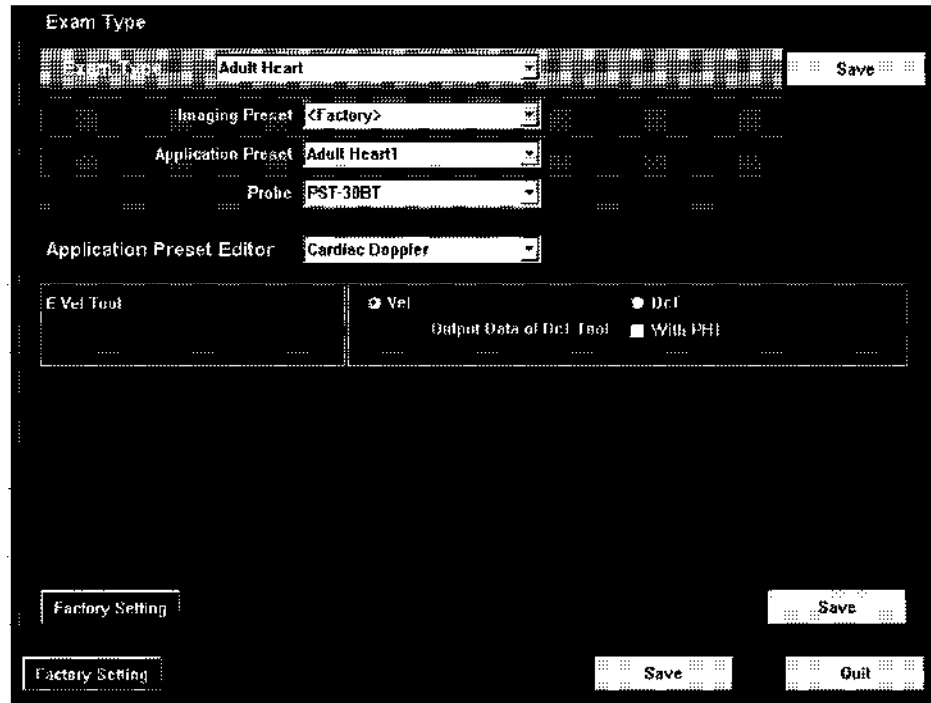 Exam Type
Exam Type Adult Heart Save
Imaging Preset <Factory>
Application Preset Adult Heart1
Probe PST-30BT
Application Preset Editor Cardiac Doppler
E Vel Tool Vel DcT
Output Data of DcT Tool With PHT
Factory Setting Save
Factory Setting Save Quit